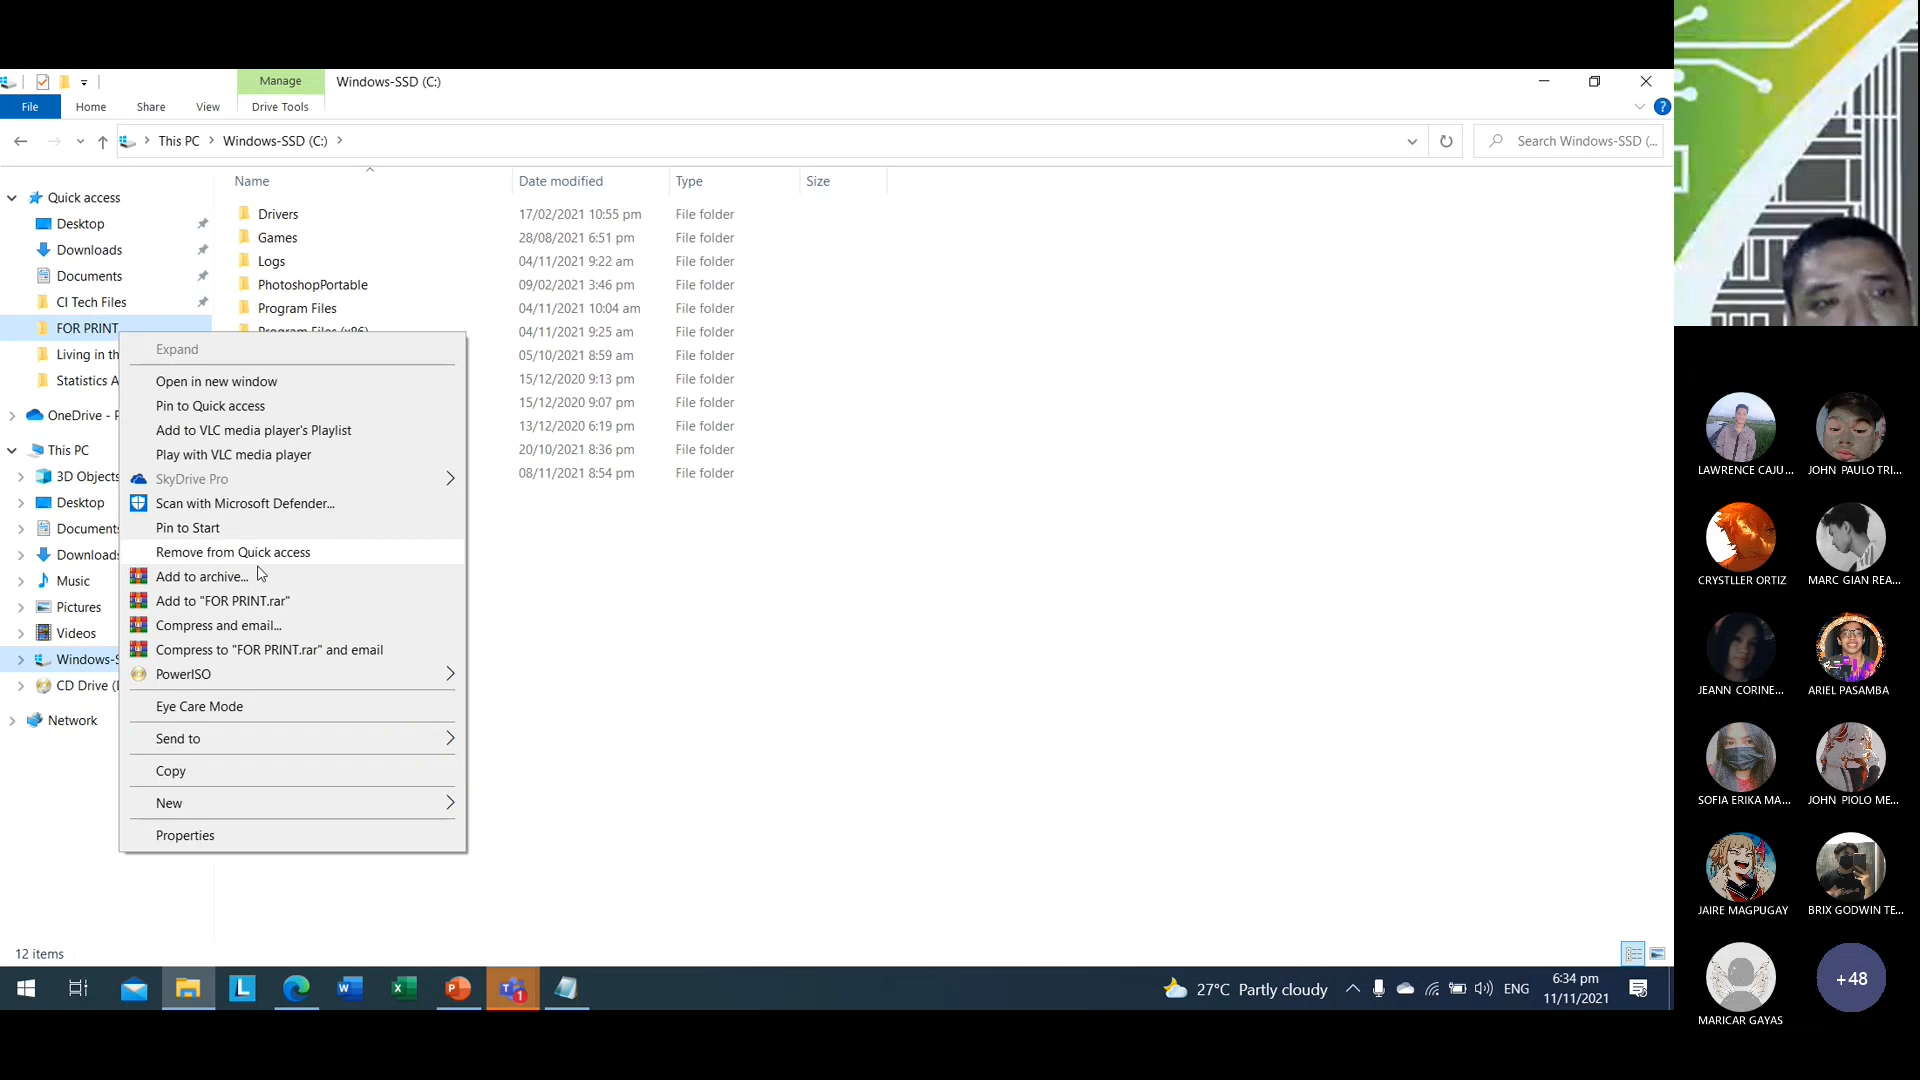 Manage
Windows-SSD (C:)
File
Home
Share
View
Drive Tools
This PC
Windows-SSD (C:)
Search Windows-SSD (...
Name
Date modified
Type
Size
Quick access
Desktop
Downloads
Documents
CI Tech Files
FOR PRINT
Living in th
Statistics A
OneDrive - P
This PC
3D Objects
Desktop
Documents
Downloads
Music
Pictures
Videos
Windows-S
CD Drive (
Network
Drivers 17/02/2021 10:55 pm File folder
Games 28/08/2021 6:51 pm File folder
Logs 04/11/2021 9:22 am File folder
PhotoshopPortable 09/02/2021 3:46 pm File folder
Program Files 04/11/2021 10:04 am File folder
Program Files (x86) 04/11/2021 9:25 am File folder
05/10/2021 8:59 am File folder
15/12/2020 9:13 pm File folder
15/12/2020 9:07 pm File folder
13/12/2020 6:19 pm File folder
20/10/2021 8:36 pm File folder
08/11/2021 8:54 pm File folder
Expand
Open in new window
Pin to Quick access
Add to VLC media player's Playlist
Play with VLC media player
SkyDrive Pro
Scan with Microsoft Defender...
Pin to Start
Remove from Quick access
Add to archive...
Add to "FOR PRINT.rar"
Compress and email...
Compress to "FOR PRINT.rar" and email
PowerISO
Eye Care Mode
Send to
Copy
New
Properties
12 items
27°C Partly cloudy
ENG
6:34 pm
11/11/2021
LAWRENCE CAJU...
JOHN PAULO TRI...
CRYSTLLER ORTIZ
MARC GIAN REA...
JEANN CORINE...
ARIEL PASAMBA
SOFIA ERIKA MA...
JOHN PIOLO ME...
JAIRE MAGPUGAY
BRIX GODWIN TE...
MARICAR GAYAS
+48